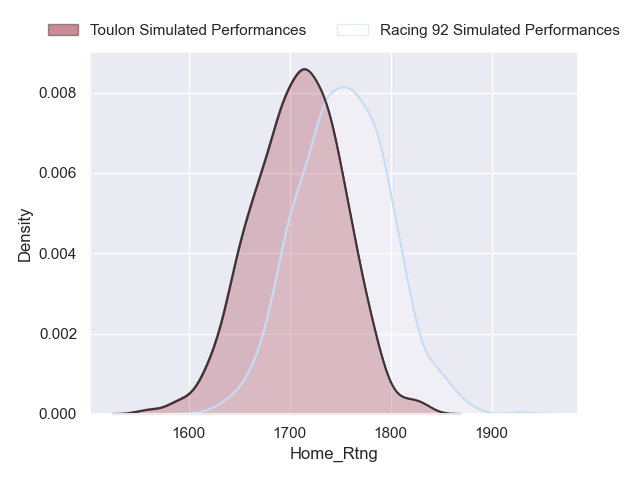 Toulon Simulated Performances Racing 92 Simulated Performances
0.008
0.006
0.004
0.002
0.000
Density
1600 1700 1800 1900
Home_Rtng